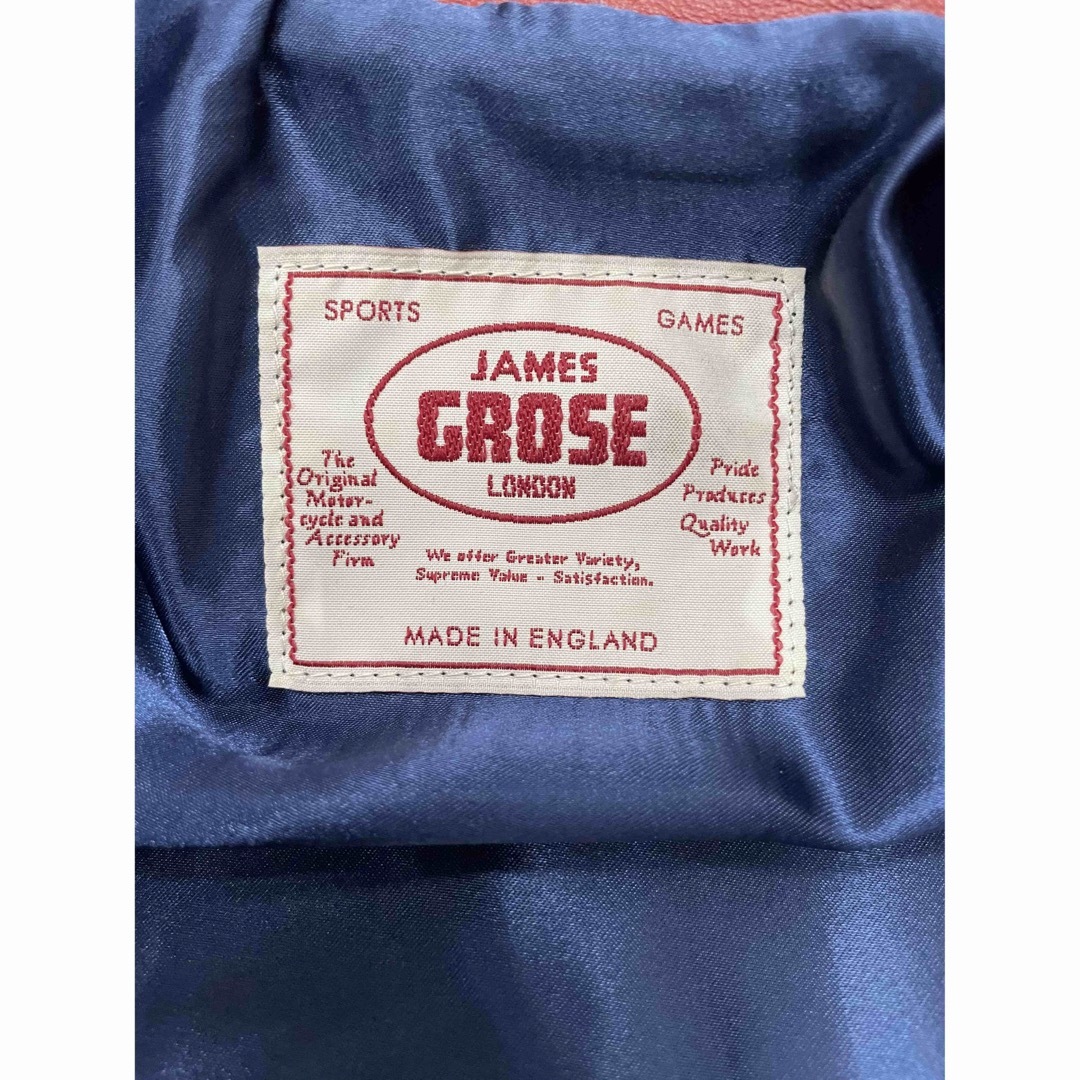 SPORTS
GAMES
JAMES
GROSE
LONDON
The
Original
Motor-
cycle and
Accessory
Firm
Pride
Produces
Quality
Work
We offer Greater Variety,
Supreme Value - Satisfaction.
MADE IN ENGLAND